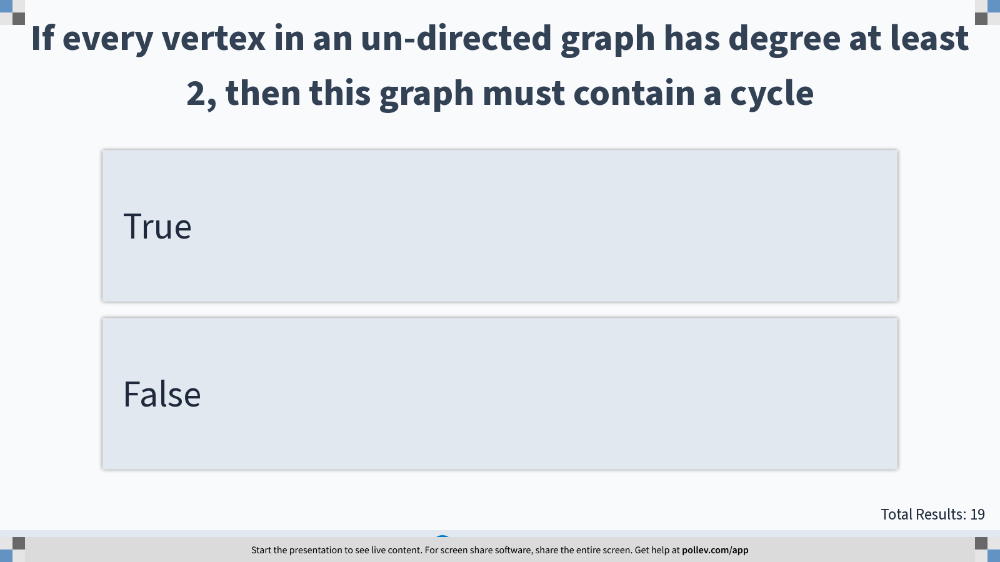 If every vertex in an un-directed graph has degree at least
2, then this graph must contain a cycle
True
False
Total Results: 19
Start the presentation to see live content. For screen share software, share the entire screen. Get help at pollev.com/app